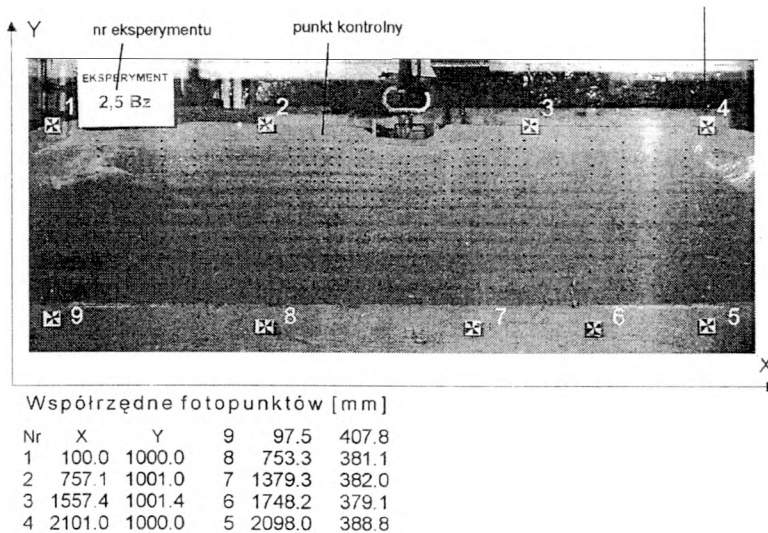 Y
nr eksperymentu
punkt kontrolny
EKSPERYMENT
2,5 Bz
1
2
3
4
9
8
7
6
5
X
Współrzędne fotopunktów [mm]
Nr X Y 9 97.5 407.8
1 100.0 1000.0 8 753.3 381.1
2 757.1 1001.0 7 1379.3 382.0
3 1557.4 1001.4 6 1748.2 379.1
4 2101.0 1000.0 5 2098.0 388.8